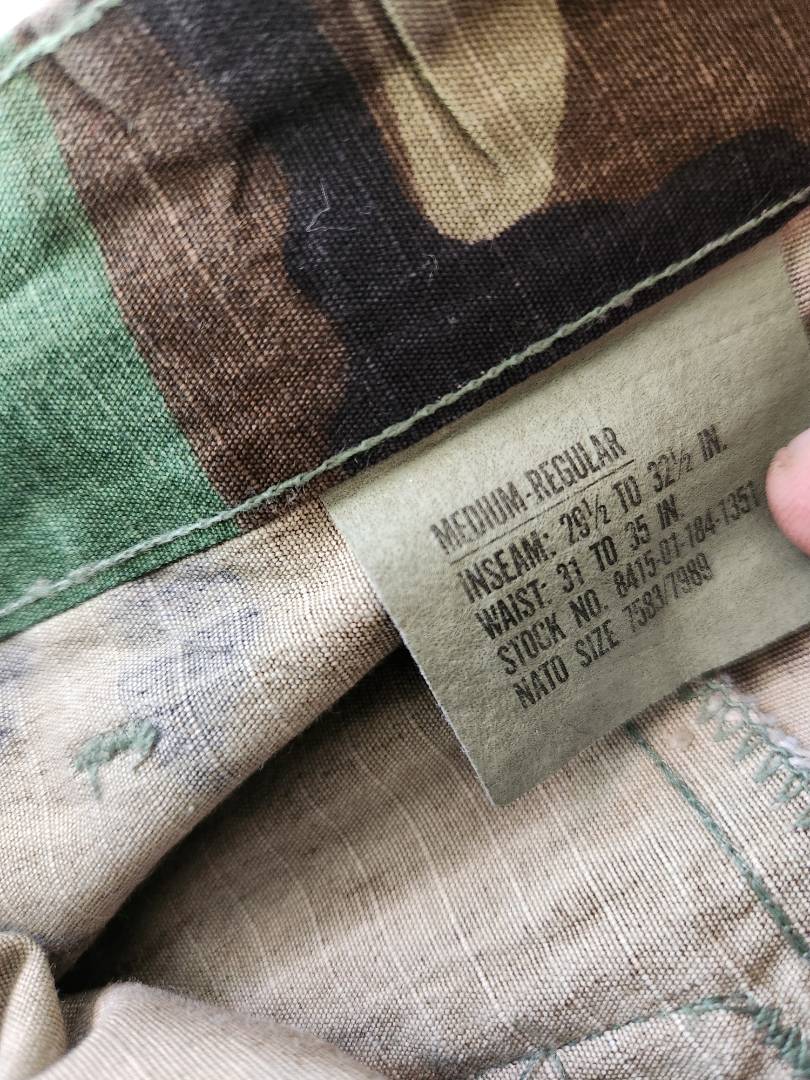 MEDIUM-REGULAR
INSEAM: 29½ TO 32½ IN.
WAIST: 31 TO 35 IN.
STOCK NO. 8415-01-184-1351
NATO SIZE 7583/7989